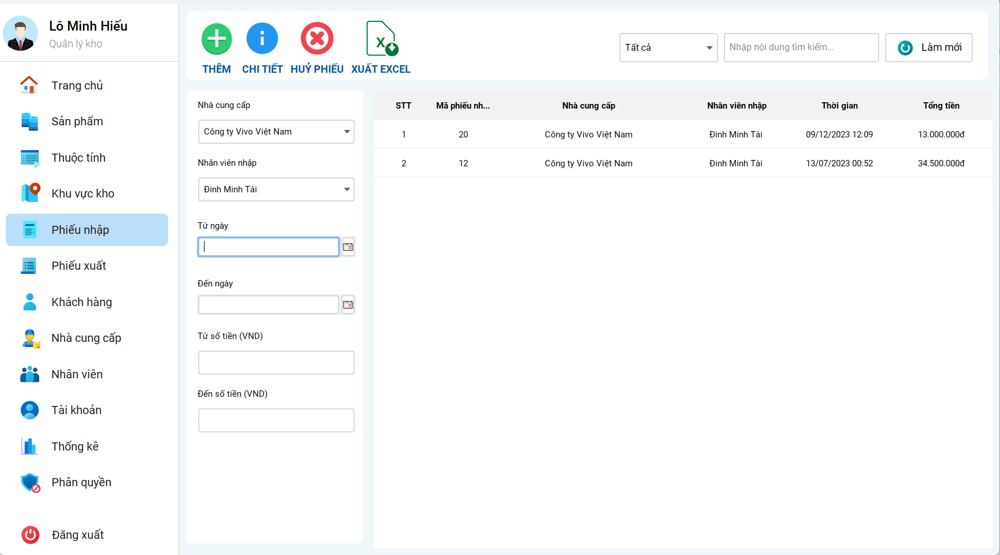 Lô Minh Hiếu
Quản lý kho
Trang chủ
Sản phẩm
Thuộc tính
Khu vực kho
Phiếu nhập
Phiếu xuất
Khách hàng
Nhà cung cấp
Nhân viên
Tài khoản
Thống kê
Phân quyền
Đăng xuất
THÊM
CHI TIẾT
HUỶ PHIẾU
XUẤT EXCEL
Tất cả
Nhập nội dung tìm kiếm...
Làm mới
Nhà cung cấp
Công ty Vivo Việt Nam
Nhân viên nhập
Đinh Minh Tài
Từ ngày
Đến ngày
Từ số tiền (VND)
Đến số tiền (VND)
STT Mã phiếu nh... Nhà cung cấp Nhân viên nhập Thời gian Tổng tiền
1 20 Công ty Vivo Việt Nam Đinh Minh Tài 09/12/2023 12:09 13.000.000đ
2 12 Công ty Vivo Việt Nam Đinh Minh Tài 13/07/2023 00:52 34.500.000đ